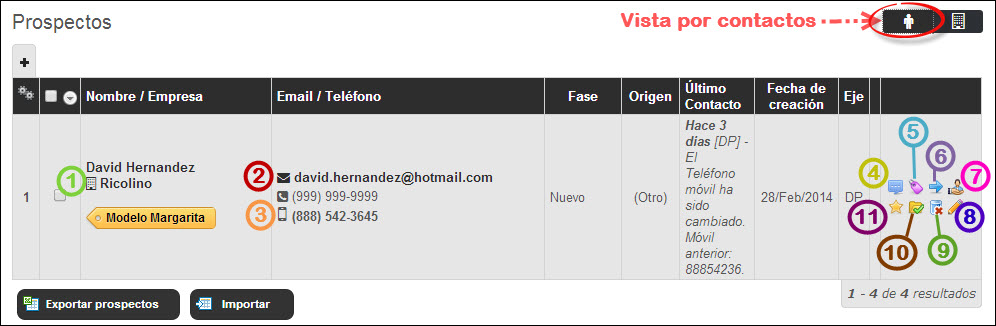 Prospectos
Vista por contactos
+
Nombre / Empresa
Email / Teléfono
Fase
Origen
Último
Contacto
Fecha de
creación
Eje
1
1
David Hernandez
Ricolino
Modelo Margarita
2
david.hernandez@hotmail.com
(999) 999-9999
3
(888) 542-3645
Nuevo
(Otro)
Hace 3
dias [DP] -
El
Teléfono
móvil ha
sido
cambiado.
Móvil
anterior:
88854236.
28/Feb/2014
DP
5
6
4
7
11
8
10
9
Exportar prospectos
Importar
1 - 4 de 4 resultados